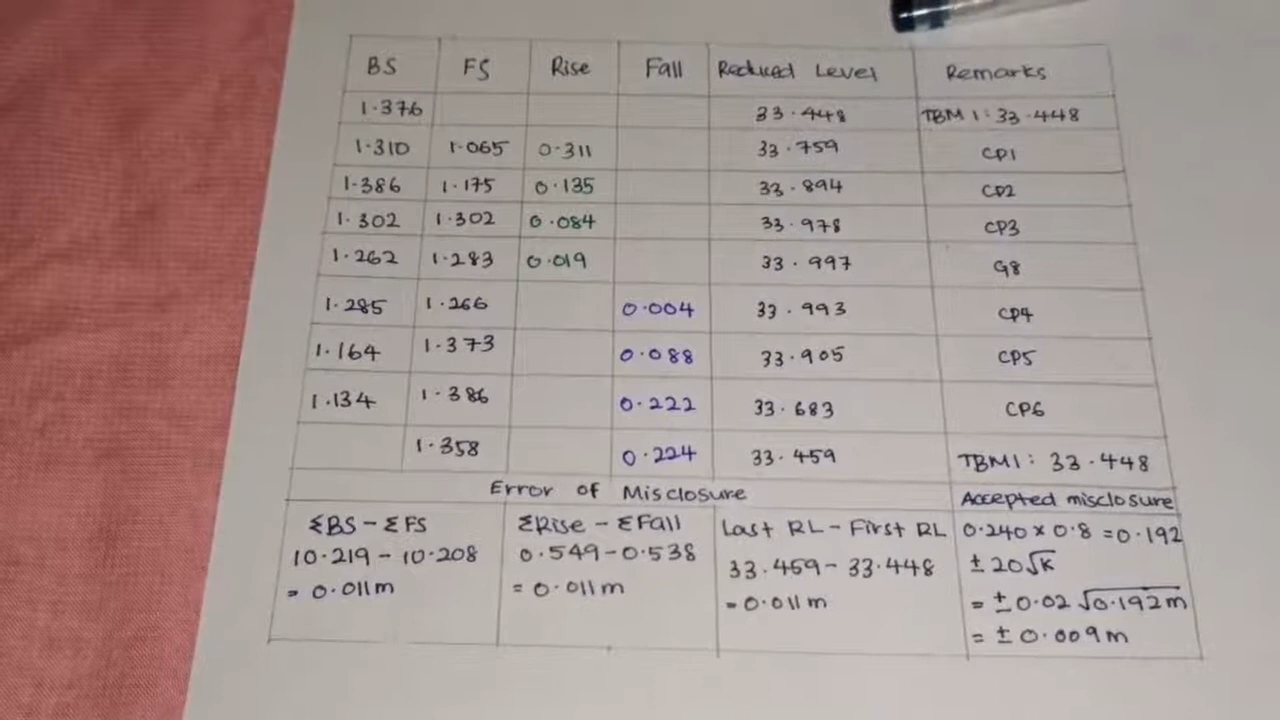 BS FS Rise Fall Reduced Level Remarks
1.376 33.448 TBM 1: 33.448
1.310 1.065 0.311 33.759 CP1
1.386 1.175 0.135 33.894 CP2
1.302 1.302 0.084 33.978 CP3
1.262 1.283 0.019 33.997 G8
1.285 1.266 0.004 33.993 CP4
1.164 1.373 0.088 33.905 CP5
1.134 1.386 0.222 33.683 CP6
1.358 0.224 33.459 TBM1: 33.448
Error of Misclosure Accepted misclosure
ΣBS - ΣFS
10.219 - 10.208
= 0.011m
ΣRise - ΣFall
0.549 - 0.538
= 0.011m
Last RL - First RL
33.459 - 33.448
= 0.011m
0.240 x 0.8 = 0.192
± 20√K
= ± 0.02 √0.192m
= ± 0.009m